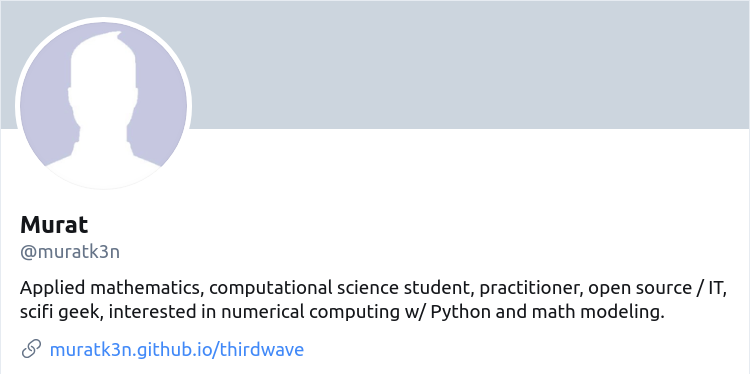 Murat
@muratk3n
Applied mathematics, computational science student, practitioner, open source / IT,
scifi geek, interested in numerical computing w/ Python and math modeling.
muratk3n.github.io/thirdwave